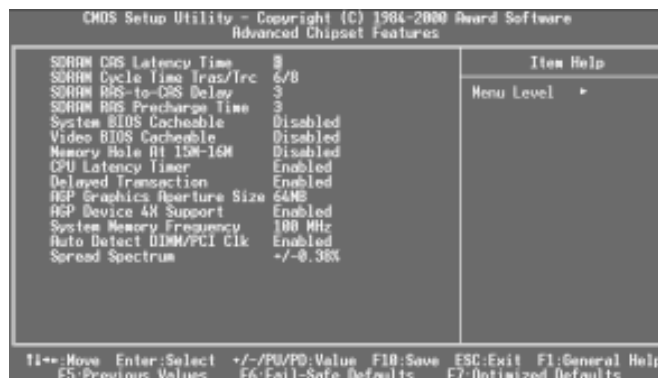 CMOS Setup Utility - Copyright (C) 1984-2000 Award Software
Advanced Chipset Features
SDRAM CAS Latency Time 3
SDRAM Cycle Time Tras/Trc 6/8
SDRAM RAS-to-CAS Delay 3
SDRAM RAS Precharge Time 3
System BIOS Cacheable Disabled
Video BIOS Cacheable Disabled
Memory Hole At 15M-16M Disabled
CPU Latency Timer Enabled
Delayed Transaction Enabled
AGP Graphics Aperture Size 64MB
AGP Device 4X Support Enabled
System Memory Frequency 100 MHz
Auto Detect DIMM/PCI Clk Enabled
Spread Spectrum +/-0.38%
Item Help
Menu Level ►
↑↓→←:Move Enter:Select +/-/PU/PD:Value F10:Save ESC:Exit F1:General Help
F5:Previous Values F6:Fail-Safe Defaults F7:Optimized Defaults